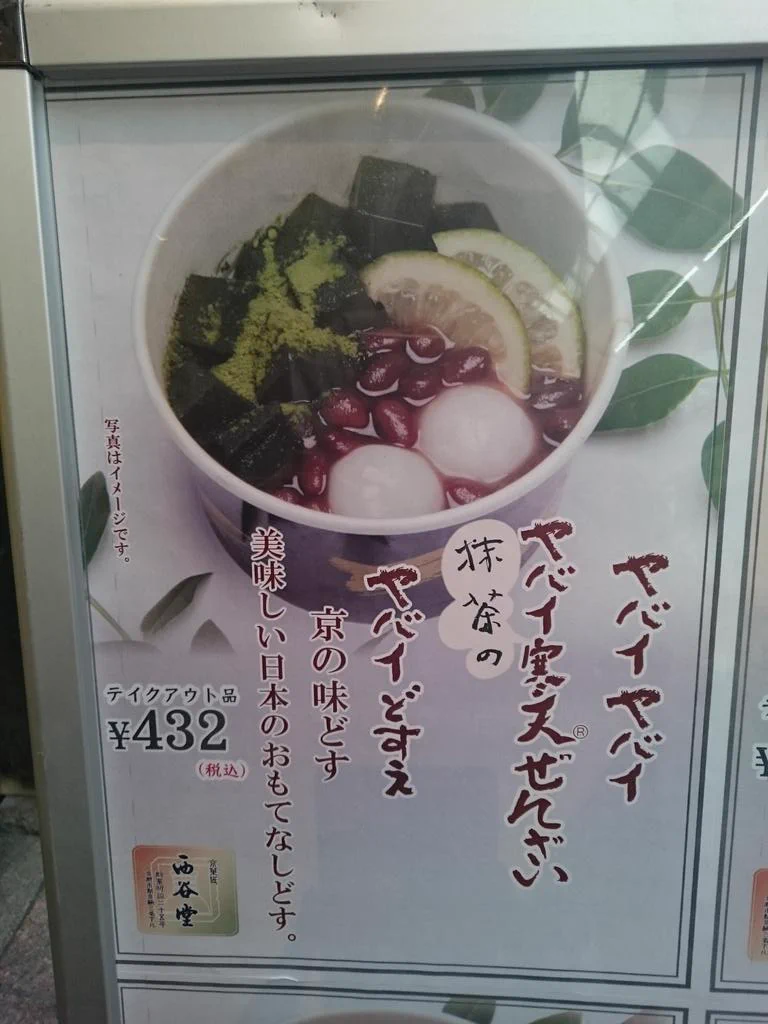 ヤバイヤバイ
ヤバイ寒天ぜんざい®
抹茶の
ヤバイどすえ
京の味どす
美味しい日本のおもてなしどす。
写真はイメージです。
テイクアウト品
¥432
(税込)
京菓匠
西谷堂